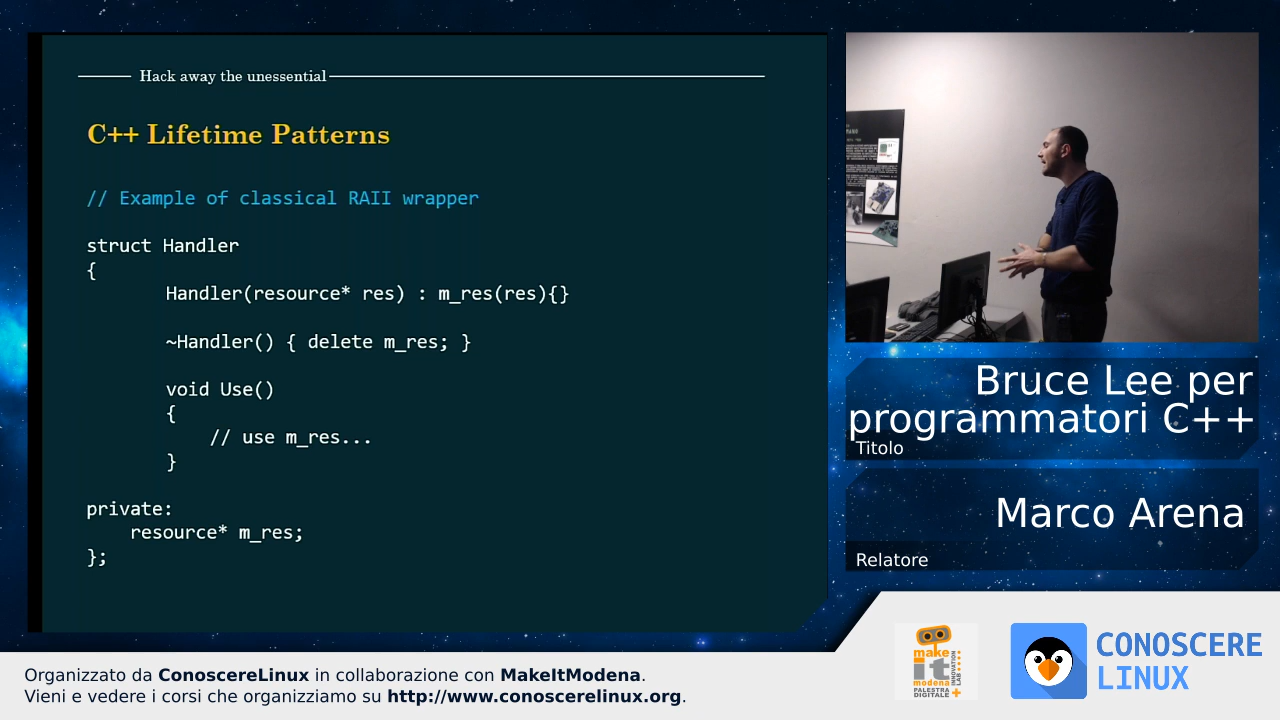 Hack away the unessential
C++ Lifetime Patterns
// Example of classical RAII wrapper
struct Handler
{
Handler(resource* res) : m_res(res){}
~Handler() { delete m_res; }
void Use()
{
// use m_res...
}
private:
resource* m_res;
};
Bruce Lee per
programmatori C++
Titolo
Marco Arena
Relatore
Organizzato da ConoscereLinux in collaborazione con MakeItModena.
Vieni e vedere i corsi che organizziamo su http://www.conoscerelinux.org.
make
it
modena
PALESTRA
DIGITALE
INNOVATION
LAB
CONOSCERE
LINUX